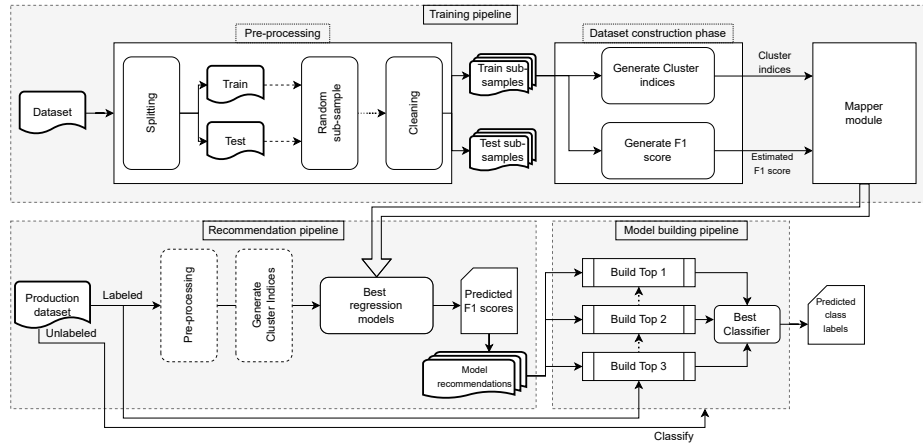 Training pipeline
Pre-processing
Dataset construction phase
Dataset
Splitting
Train
Test
Random
sub-sample
Cleaning
Train sub-
samples
Test sub-
samples
Generate Cluster
indices
Generate F1
score
Cluster
indices
Estimated
F1 score
Mapper
module
Recommendation pipeline
Model building pipeline
Production
dataset
Labeled
Unlabeled
Pre-processing
Generate
Cluster Indices
Best
regression
models
Predicted
F1 scores
Model
recommendations
Build Top 1
Build Top 2
Build Top 3
Best
Classifier
Predicted
class
labels
Classify